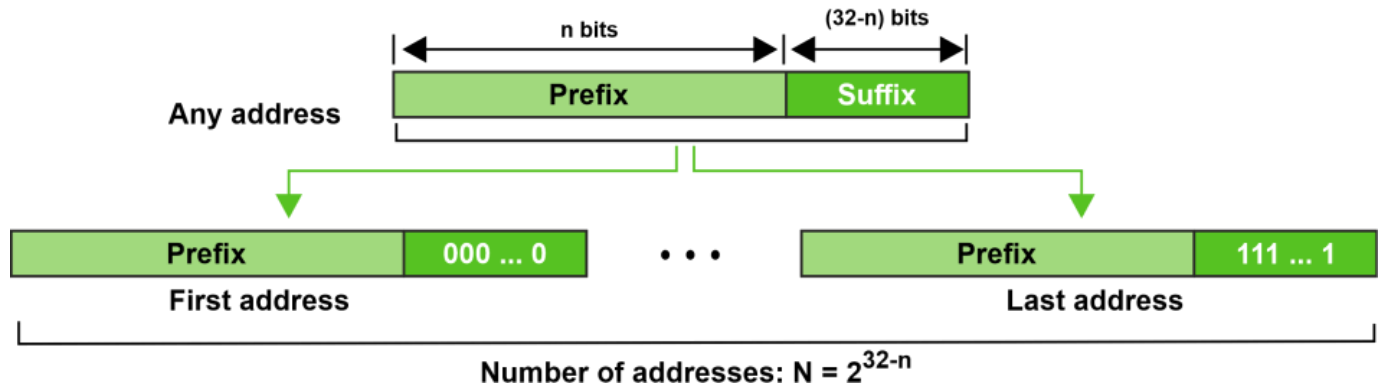 n bits
(32-n) bits
Any address
Prefix
Suffix
Prefix
000 ... 0
• • •
Prefix
111 ... 1
First address
Last address
Number of addresses: N = 2^32-n